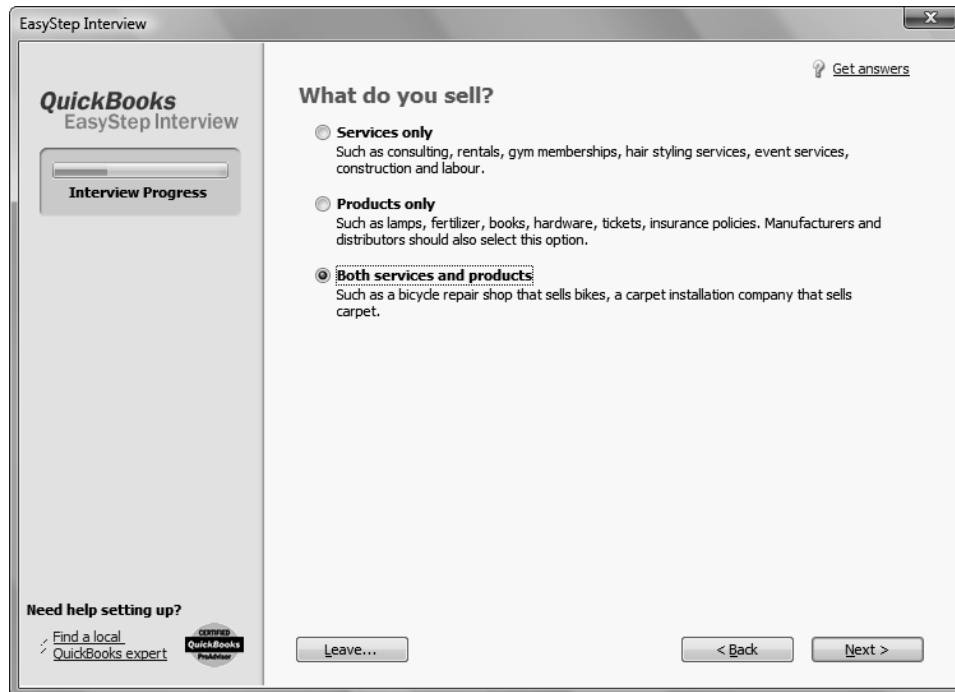 EasyStep Interview
X
Get answers
QuickBooks
EasyStep Interview
Interview Progress
What do you sell?
Services only
Such as consulting, rentals, gym memberships, hair styling services, event services,
construction and labour.
Products only
Such as lamps, fertilizer, books, hardware, tickets, insurance policies. Manufacturers and
distributors should also select this option.
Both services and products
Such as a bicycle repair shop that sells bikes, a carpet installation company that sells
carpet.
Need help setting up?
Find a local
QuickBooks expert
CERTIFIED
QuickBooks
ProAdvisor
Leave...
< Back
Next >